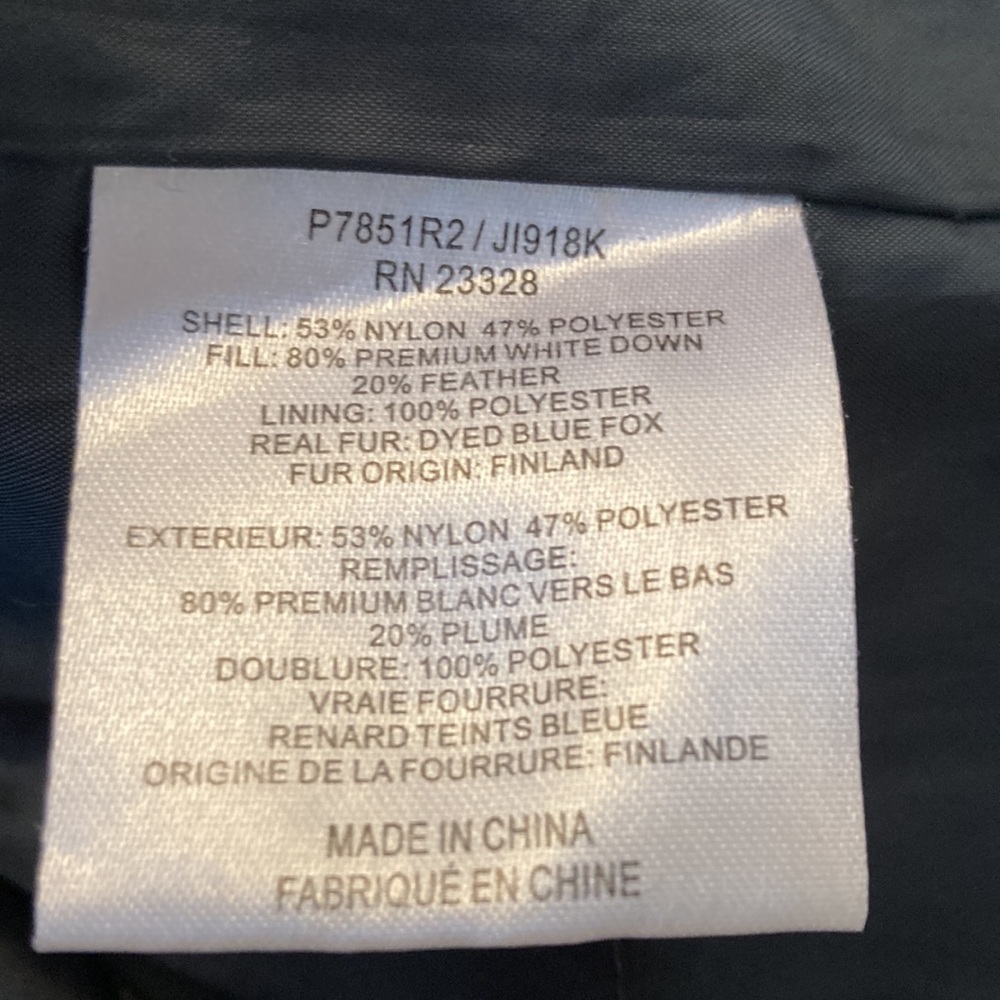 P7851R2 / JI918K
RN 23328
SHELL: 53% NYLON 47% POLYESTER
FILL: 80% PREMIUM WHITE DOWN
20% FEATHER
LINING: 100% POLYESTER
REAL FUR: DYED BLUE FOX
FUR ORIGIN: FINLAND
EXTERIEUR: 53% NYLON 47% POLYESTER
REMPLISSAGE:
80% PREMIUM BLANC VERS LE BAS
20% PLUME
DOUBLURE: 100% POLYESTER
VRAIE FOURRURE:
RENARD TEINTS BLEUE
ORIGINE DE LA FOURRURE: FINLANDE
MADE IN CHINA
FABRIQUÉ EN CHINE